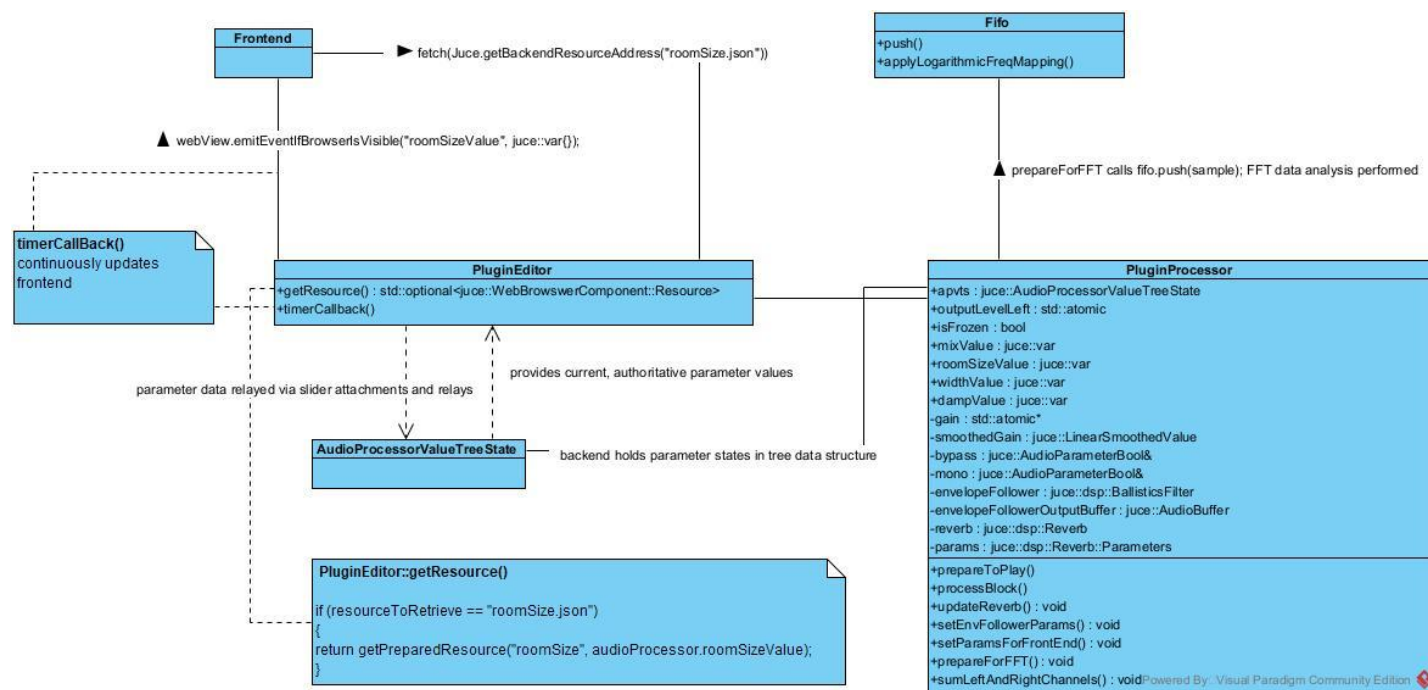 Frontend
fetch(Juce.getBackendResourceAddress("roomSize.json"))
Fifo
+push()
+applyLogarithmicFreqMapping()
webView.emitEventIfBrowserIsVisible("roomSizeValue", juce::var{});
prepareForFFT calls fifo.push(sample); FFT data analysis performed
timerCallBack()
continuously updates
frontend
PluginEditor
+getResource() : std::optional<juce::WebBrowswerComponent::Resource>
+timerCallback()
parameter data relayed via slider attachments and relays
provides current, authoritative parameter values
AudioProcessorValueTreeState
backend holds parameter states in tree data structure
PluginEditor::getResource()
if (resourceToRetrieve == "roomSize.json")
{
return getPreparedResource("roomSize", audioProcessor.roomSizeValue);
}
PluginProcessor
+apvts : juce::AudioProcessorValueTreeState
+outputLevelLeft : std::atomic
+isFrozen : bool
+mixValue : juce::var
+roomSizeValue : juce::var
+widthValue : juce::var
+dampValue : juce::var
-gain : std::atomic*
-smoothedGain : juce::LinearSmoothedValue
-bypass : juce::AudioParameterBool&
-mono : juce::AudioParameterBool&
-envelopeFollower : juce::dsp::BallisticsFilter
-envelopeFollowerOutputBuffer : juce::AudioBuffer
-reverb : juce::dsp::Reverb
-params : juce::dsp::Reverb::Parameters
+prepareToPlay()
+processBlock()
+updateReverb() : void
+setEnvFollowerParams() : void
+setParamsForFrontEnd() : void
+prepareForFFT() : void
+sumLeftAndRightChannels() : void
Powered By Visual Paradigm Community Edition